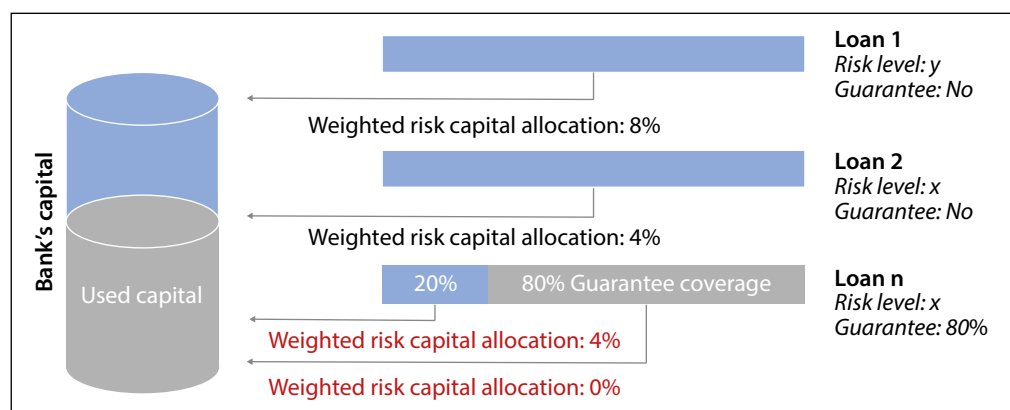 Loan 1
Risk level: y
Guarantee: No
Weighted risk capital allocation: 8%
Loan 2
Risk level: x
Guarantee: No
Weighted risk capital allocation: 4%
Bank's capital
Used capital
20%
80% Guarantee coverage
Loan n
Risk level: x
Guarantee: 80%
Weighted risk capital allocation: 4%
Weighted risk capital allocation: 0%